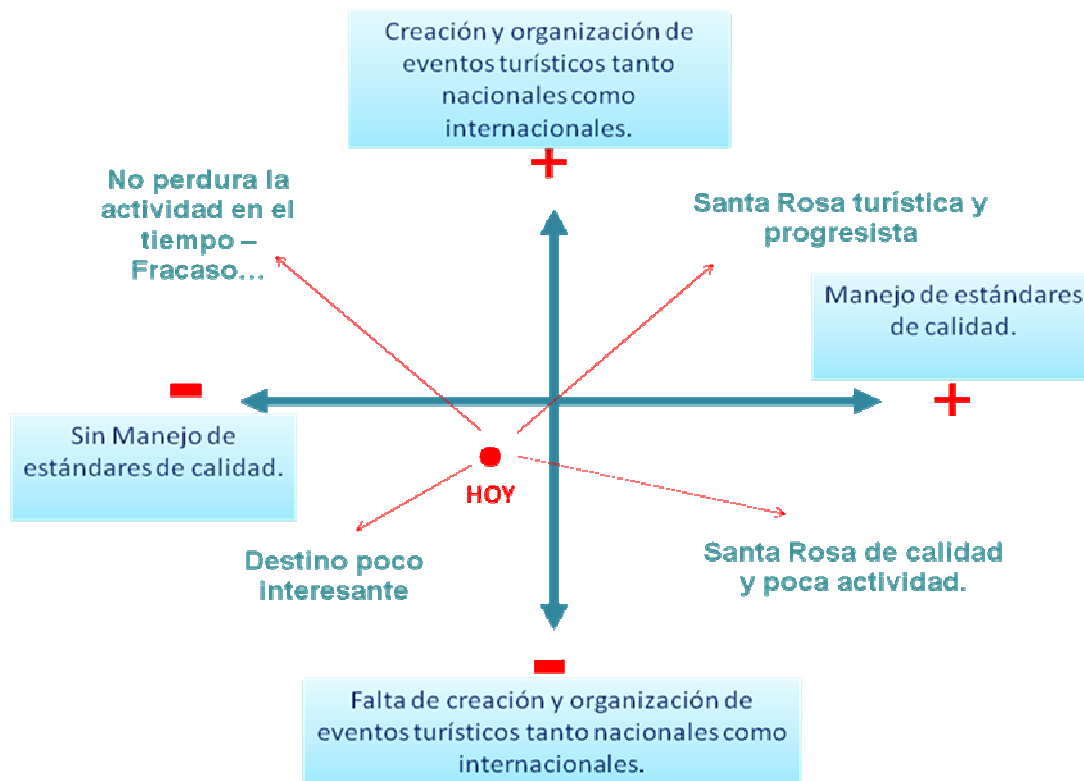 Creación y organización de
eventos turísticos tanto
nacionales como
internacionales.
+
No perdura la
actividad en el
tiempo –
Fracaso...
Santa Rosa turística y
progresista
Manejo de estándares
de calidad.
-
+
Sin Manejo de
estándares de calidad.
HOY
Destino poco
interesante
Santa Rosa de calidad
y poca actividad.
-
Falta de creación y organización de
eventos turísticos tanto nacionales como
internacionales.